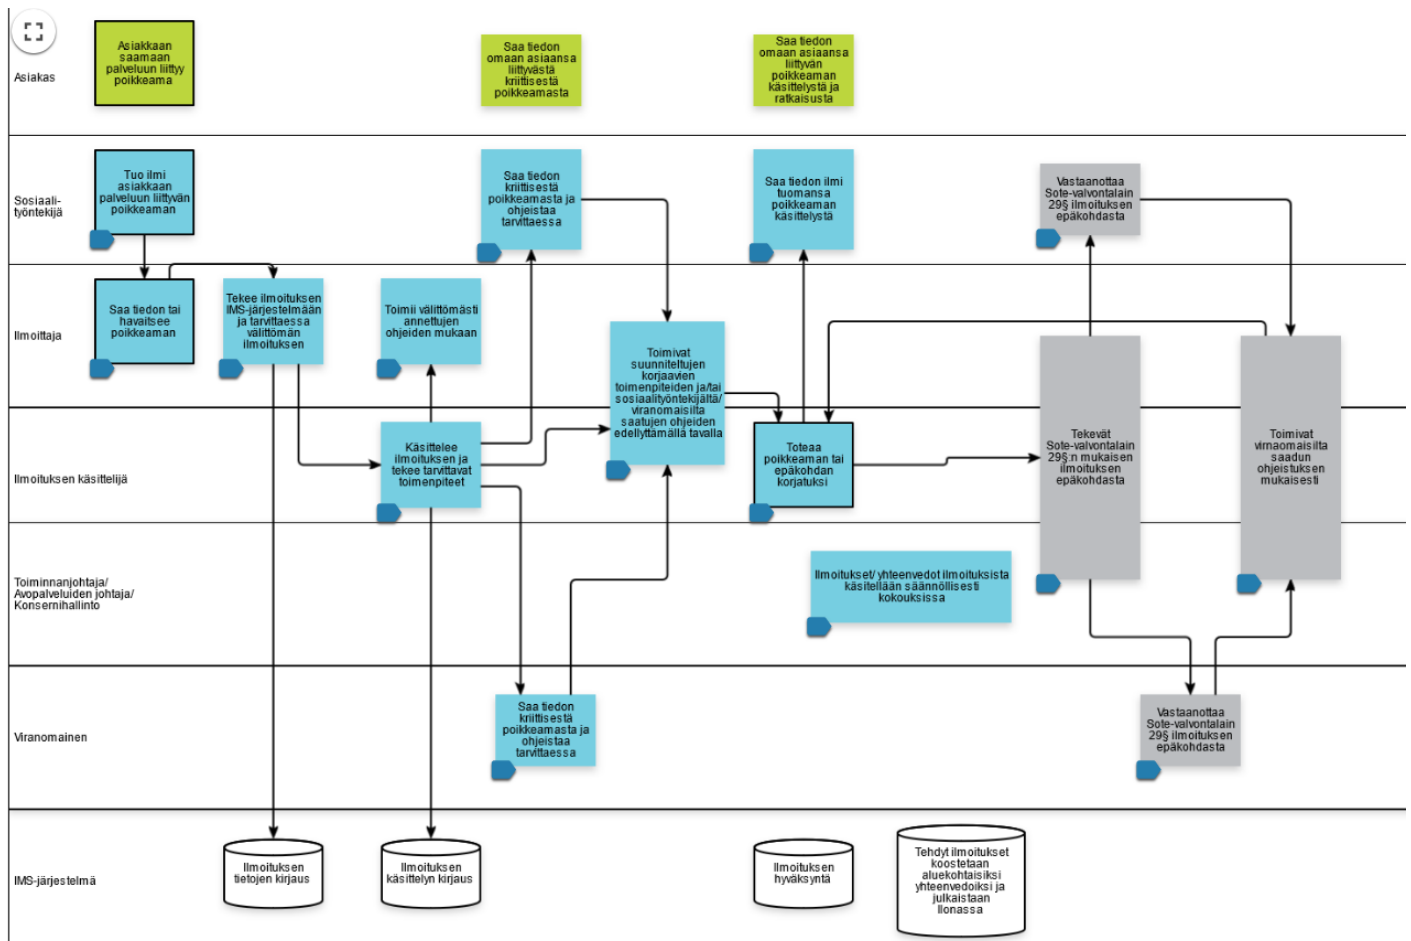 Asiakas
Asiakkaan
saamaan
palveluun liittyy
poikkeama
Saa tiedon
omaan asiaansa
liittyvästä
kriittisestä
poikkeamasta
Saa tiedon
omaan asiaansa
liittyvän
poikkeaman
käsittelystä ja
ratkaisusta
Sosiaali-
työntekijä
Tuo ilmi
asiakkaan
palveluun liittyvän
poikkeaman
Saa tiedon
kriittisestä
poikkeamasta ja
ohjeistaa
tarvittaessa
Saa tiedon ilmi
tuomansa
poikkeaman
käsittelystä
Vastaanottaa
Sote-valvontalain
29§ ilmoituksen
epäkohdasta
Ilmoittaja
Saa tiedon tai
havaitsee
poikkeaman
Tekee ilmoituksen
IMS-järjestelmään
ja tarvittaessa
välittömän
ilmoituksen
Toimii välittömästi
annettujen
ohjeiden mukaan
Toimivat
suunniteltujen
korjaavien
toimenpiteiden ja/tai
sosiaalityöntekijältä/
viranomaisilta
saatujen ohjeiden
edellyttämällä tavalla
Ilmoituksen käsittelijä
Käsittelee
ilmoituksen ja
tekee tarvittavat
toimenpiteet
Toteaa
poikkeaman tai
epäkohdan
korjatuksi
Tekevät
Sote-valvontalain
29§:n mukaisen
ilmoituksen
epäkohdasta
Toimivat
virnaomaisilta
saadun
ohjeistuksen
mukaisesti
Toiminnanjohtaja/
Avopalveluiden johtaja/
Konsernihallinto
Ilmoitukset/ yhteenvedot ilmoituksista
käsitellään säännöllisesti
kokouksissa
Viranomainen
Saa tiedon
kriittisestä
poikkeamasta ja
ohjeistaa
tarvittaessa
Vastaanottaa
Sote-valvontalain
29§ ilmoituksen
epäkohdasta
IMS-järjestelmä
Ilmoituksen
tietojen kirjaus
Ilmoituksen
käsittelyn kirjaus
Ilmoituksen
hyväksyntä
Tehdyt ilmoitukset
koostetaan
aluekohtaisiksi
yhteenvedoiksi ja
julkaistaan
Ilonassa